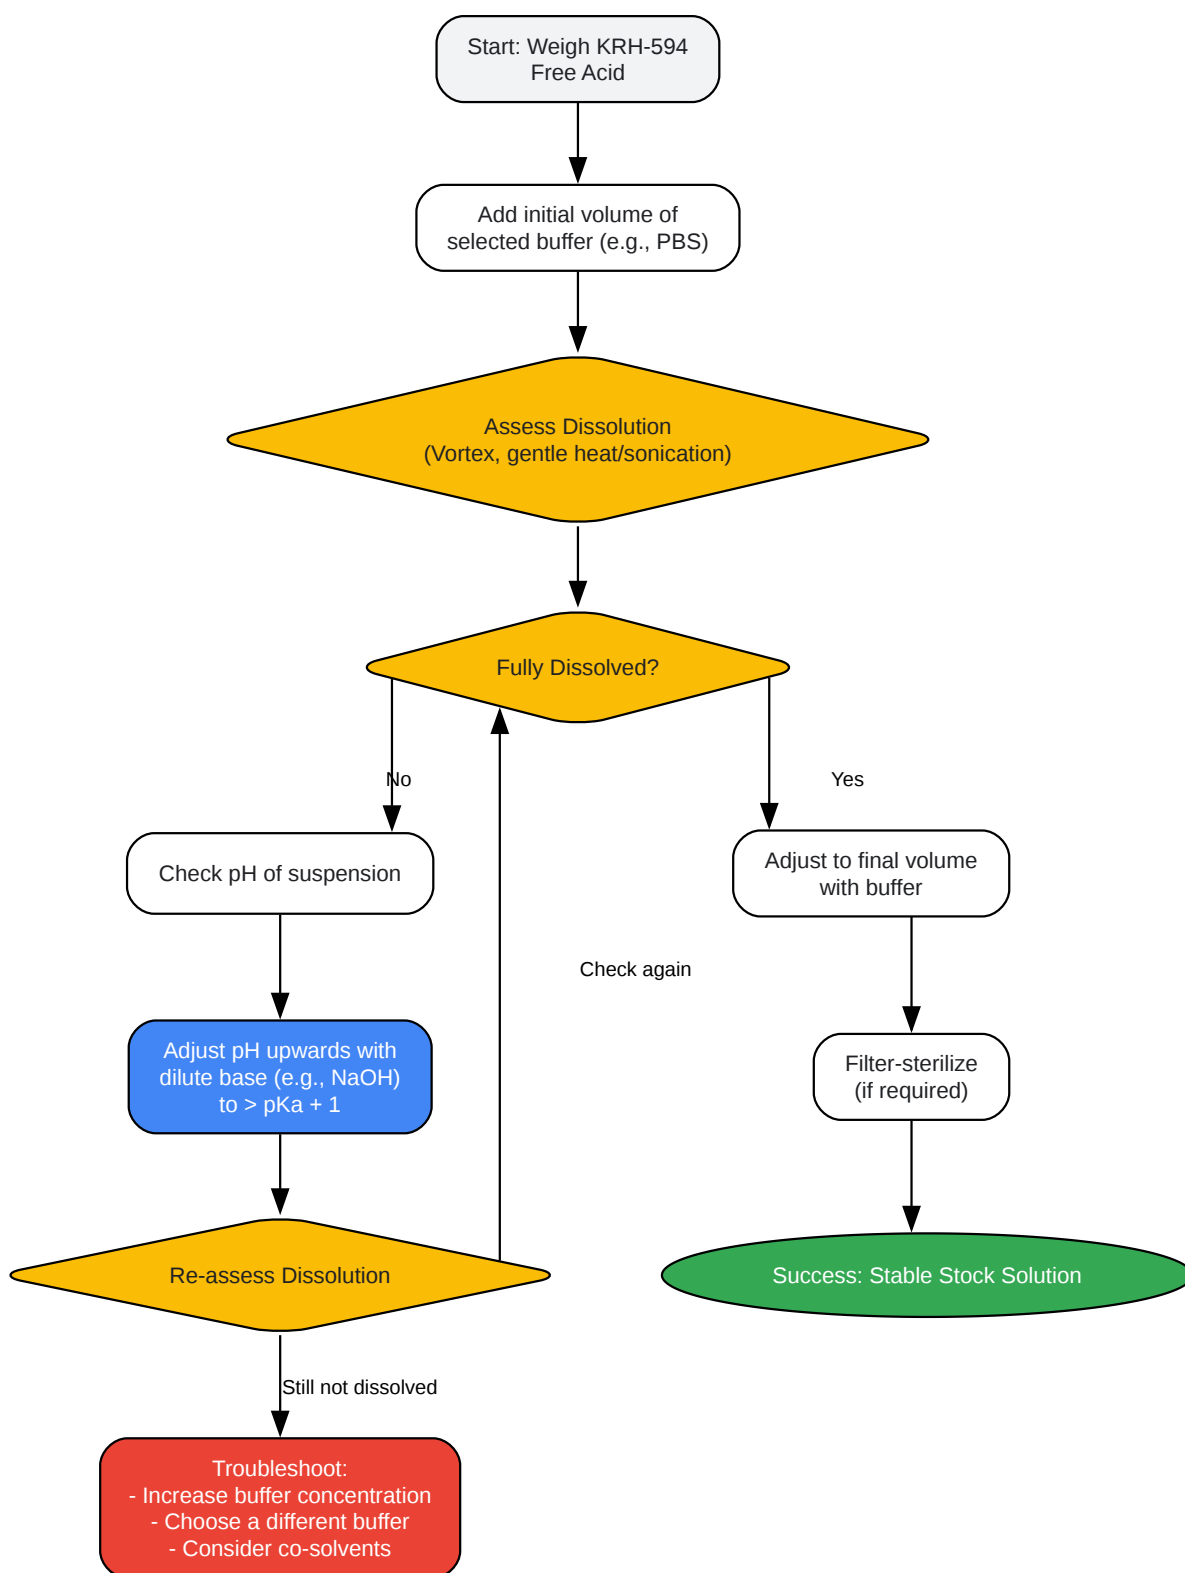 Start: Weigh KRH-594
Free Acid
Add initial volume of
selected buffer (e.g., PBS)
Assess Dissolution
(Vortex, gentle heat/sonication)
Fully Dissolved?
No
Yes
Check pH of suspension
Adjust to final volume
with buffer
Check again
Adjust pH upwards with
dilute base (e.g., NaOH)
to > pKa + 1
Filter-sterilize
(if required)
Re-assess Dissolution
Success: Stable Stock Solution
Still not dissolved
Troubleshoot:
- Increase buffer concentration
- Choose a different buffer
- Consider co-solvents